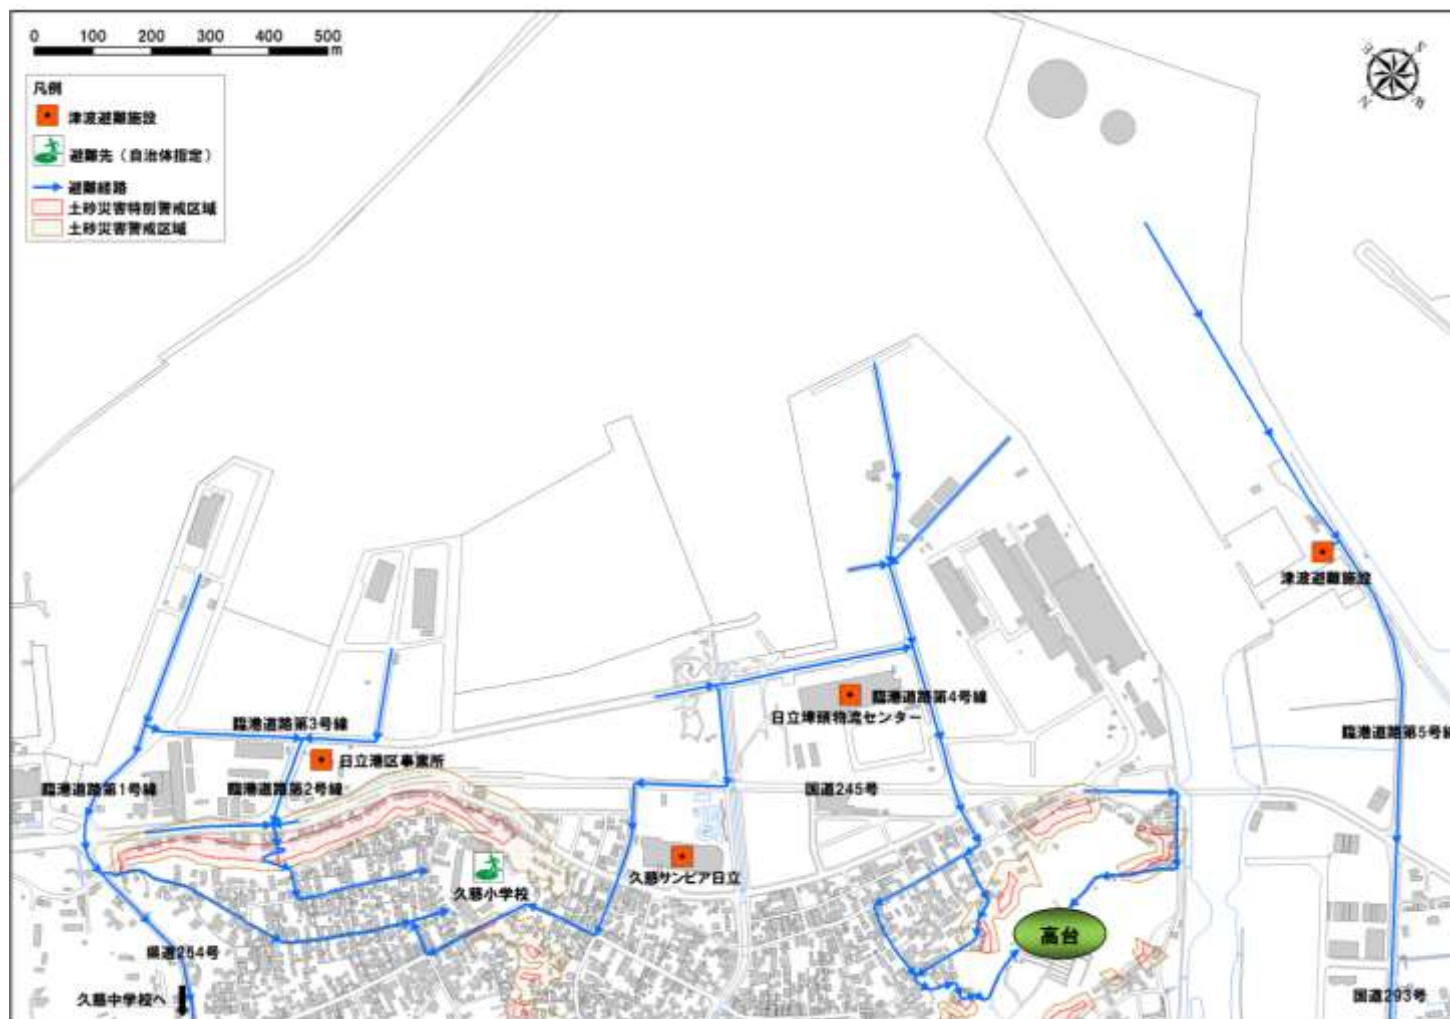 0 100 200 300 400 500
m
凡例
津波避難施設
避難先（自治体指定）
避難経路
土砂災害特別警戒区域
土砂災害警戒区域
S
E
W
N
津波避難施設
臨港道路第4号線
日立埠頭物流センター
臨港道路第3号線
臨港道路第5号線
日立港区事業所
臨港道路第1号線
臨港道路第2号線
国道245号
久慈サンピア日立
久慈小学校
高台
県道254号
久慈中学校へ
国道293号